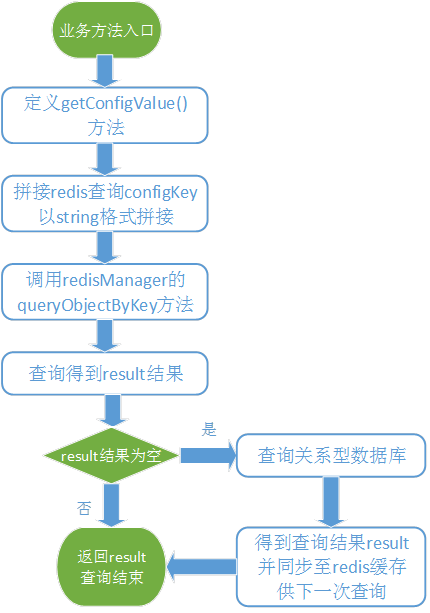 业务方法入口
定义getConfigValue()
方法
拼接redis查询configKey
以string格式拼接
调用redisManager的
queryObjectByKey方法
查询得到result结果
result结果为空
是
查询关系型数据库
否
得到查询结果result
并同步至redis缓存
供下一次查询
返回result
查询结束